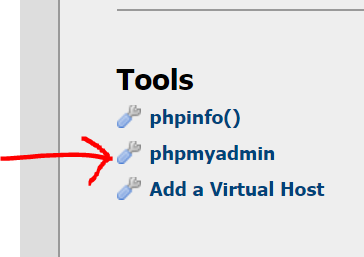 Tools
phpinfo()
phpmyadmin
Add a Virtual Host